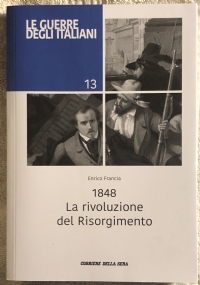 LE GUERRE
DEGLI ITALIANI
13
Enrico Francia
1848
La rivoluzione
del Risorgimento
CORRIERE DELLA SERA